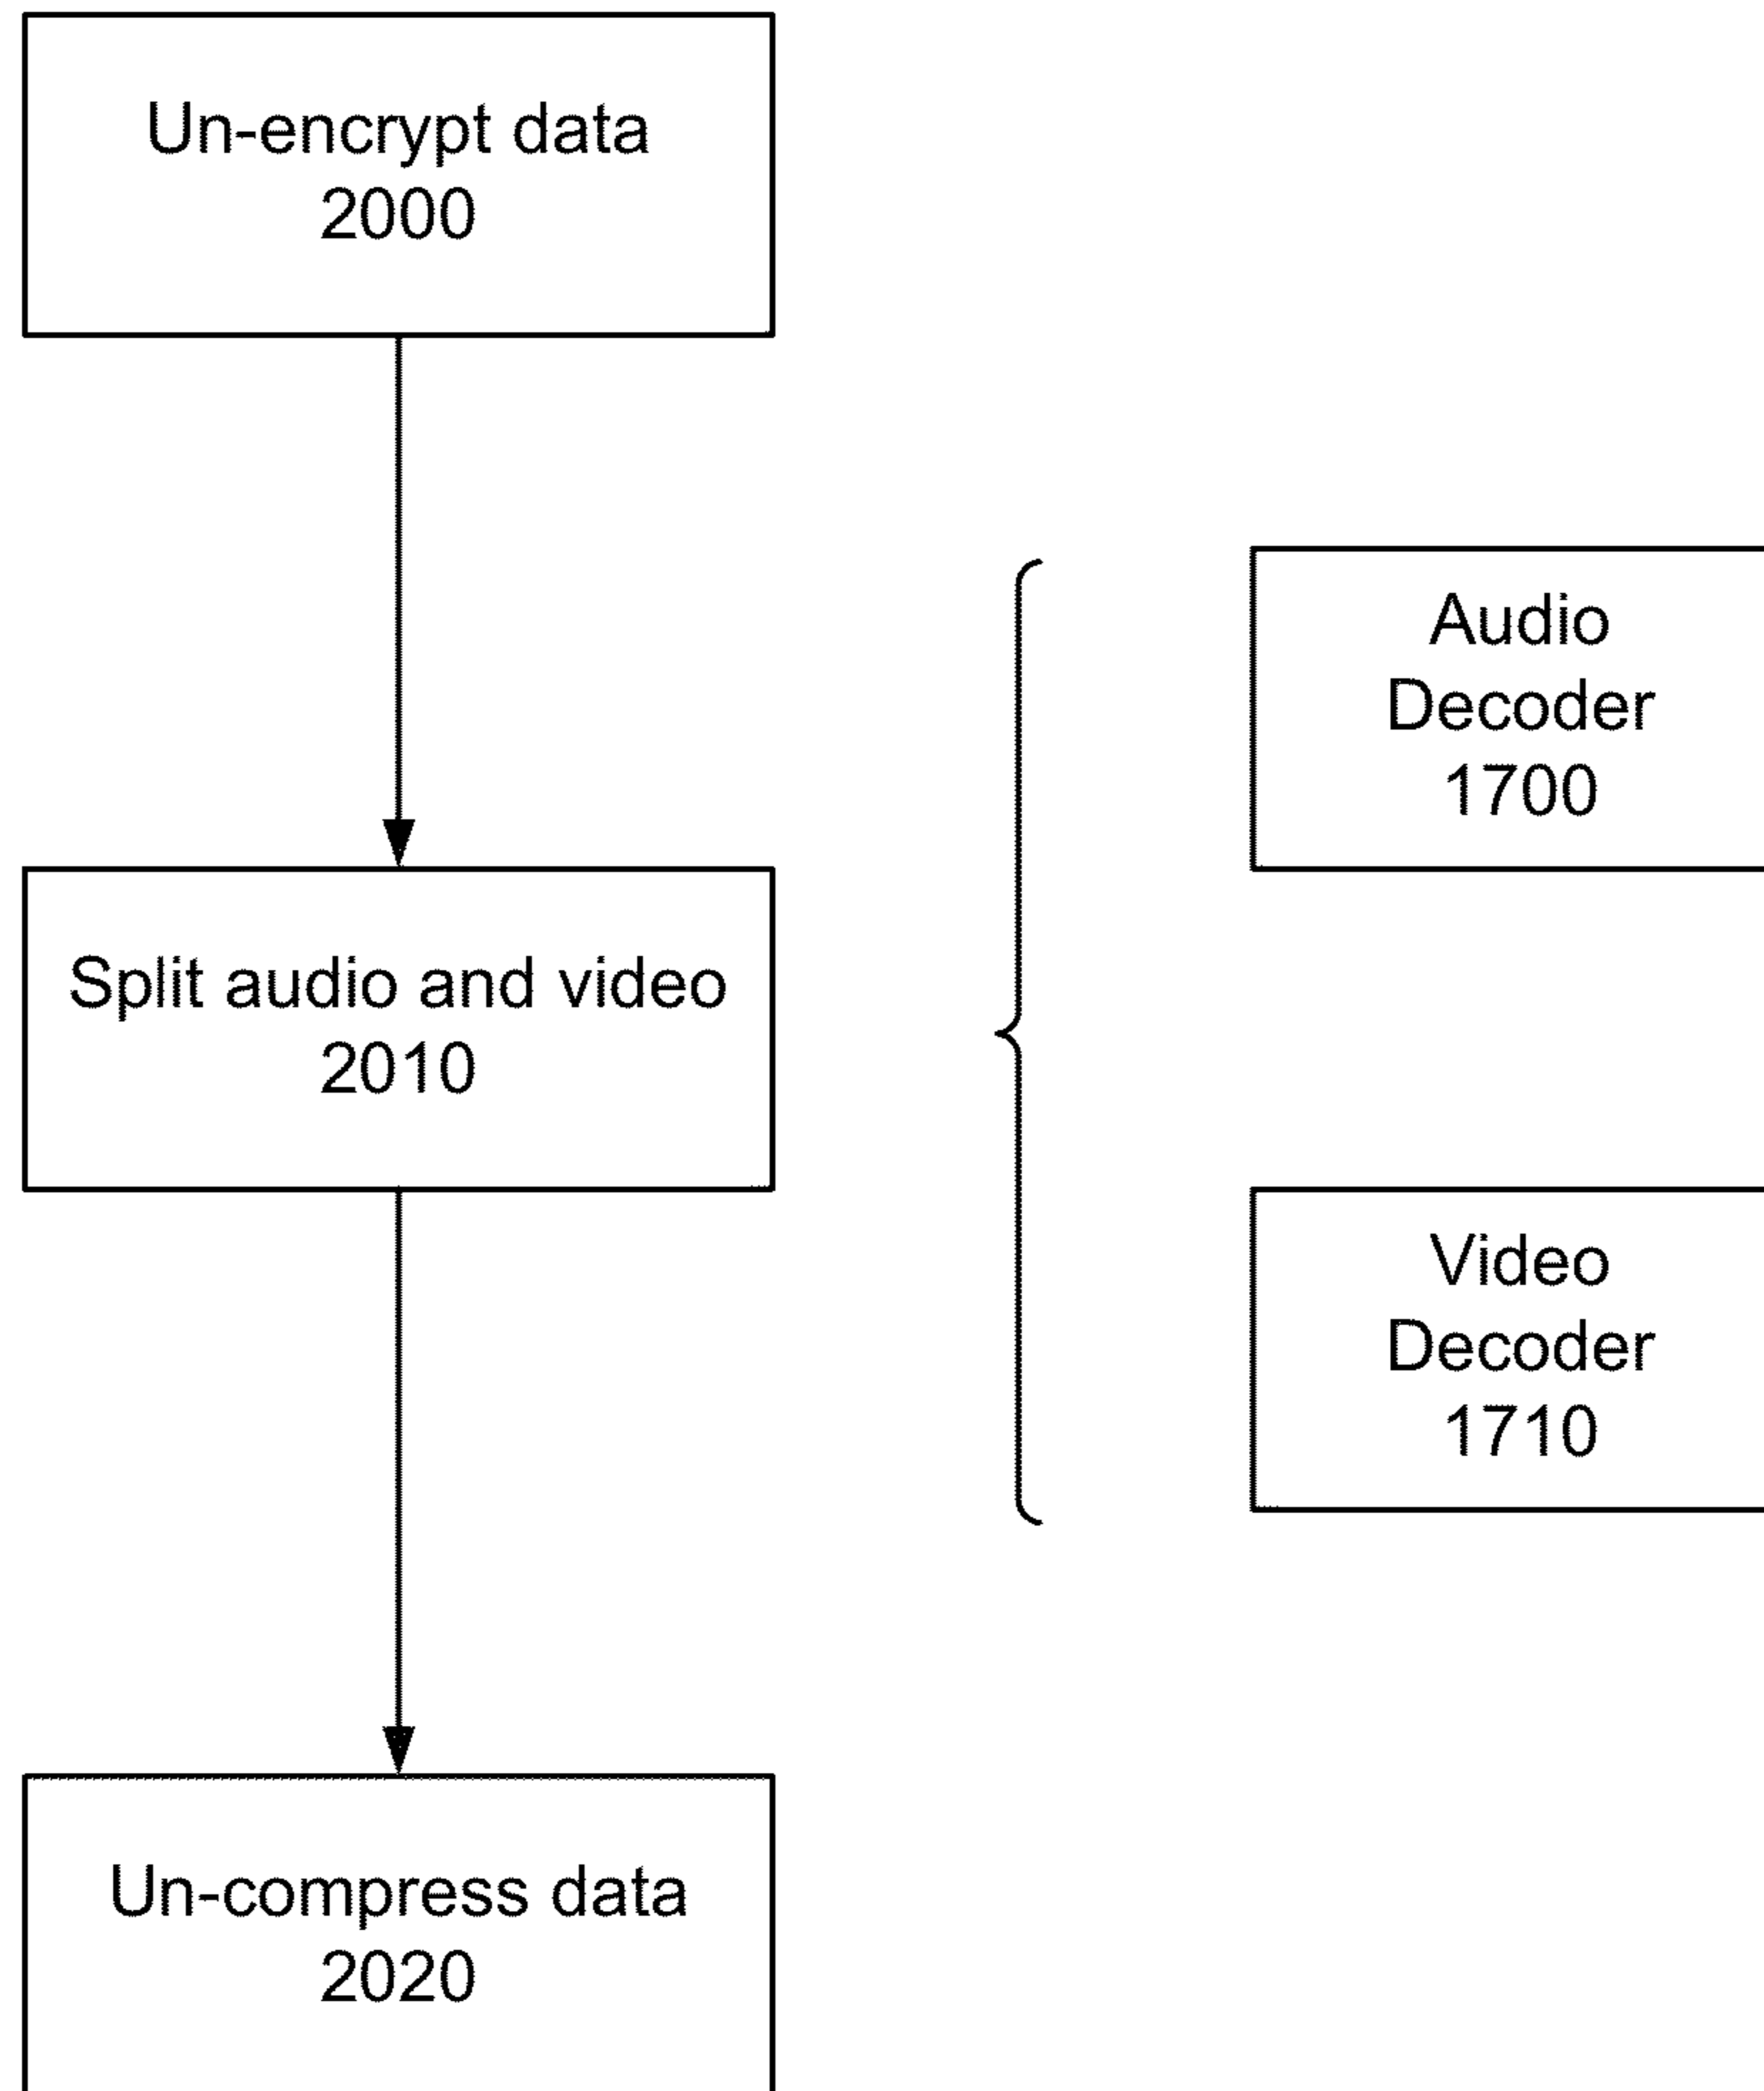 Un-encrypt data
2000
Split audio and video
2010
Un-compress data
2020
Audio
Decoder
1700
Video
Decoder
1710